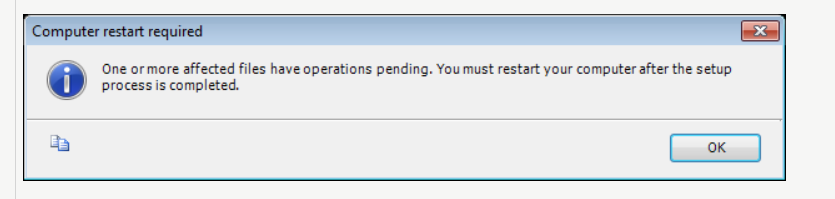 Computer restart required
One or more affected files have operations pending. You must restart your computer after the setup
process is completed.
OK